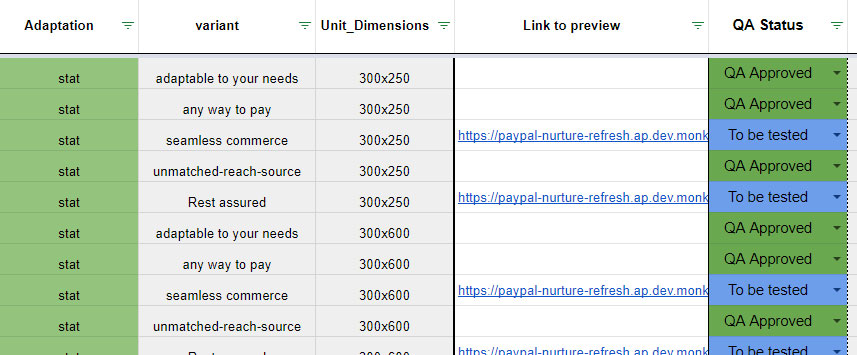 Adaptation variant Unit_Dimensions Link to preview QA Status
stat adaptable to your needs 300x250 QA Approved
stat any way to pay 300x250 QA Approved
stat seamless commerce 300x250 https://paypal-nurture-refresh.ap.dev.monk To be tested
stat unmatched-reach-source 300x250 QA Approved
stat Rest assured 300x250 https://paypal-nurture-refresh.ap.dev.monk To be tested
stat adaptable to your needs 300x600 QA Approved
stat any way to pay 300x600 QA Approved
stat seamless commerce 300x600 https://paypal-nurture-refresh.ap.dev.monk To be tested
stat unmatched-reach-source 300x600 QA Approved
stat Rest assured 300x600 https://paypal-nurture-refresh.ap.dev.monk To be tested